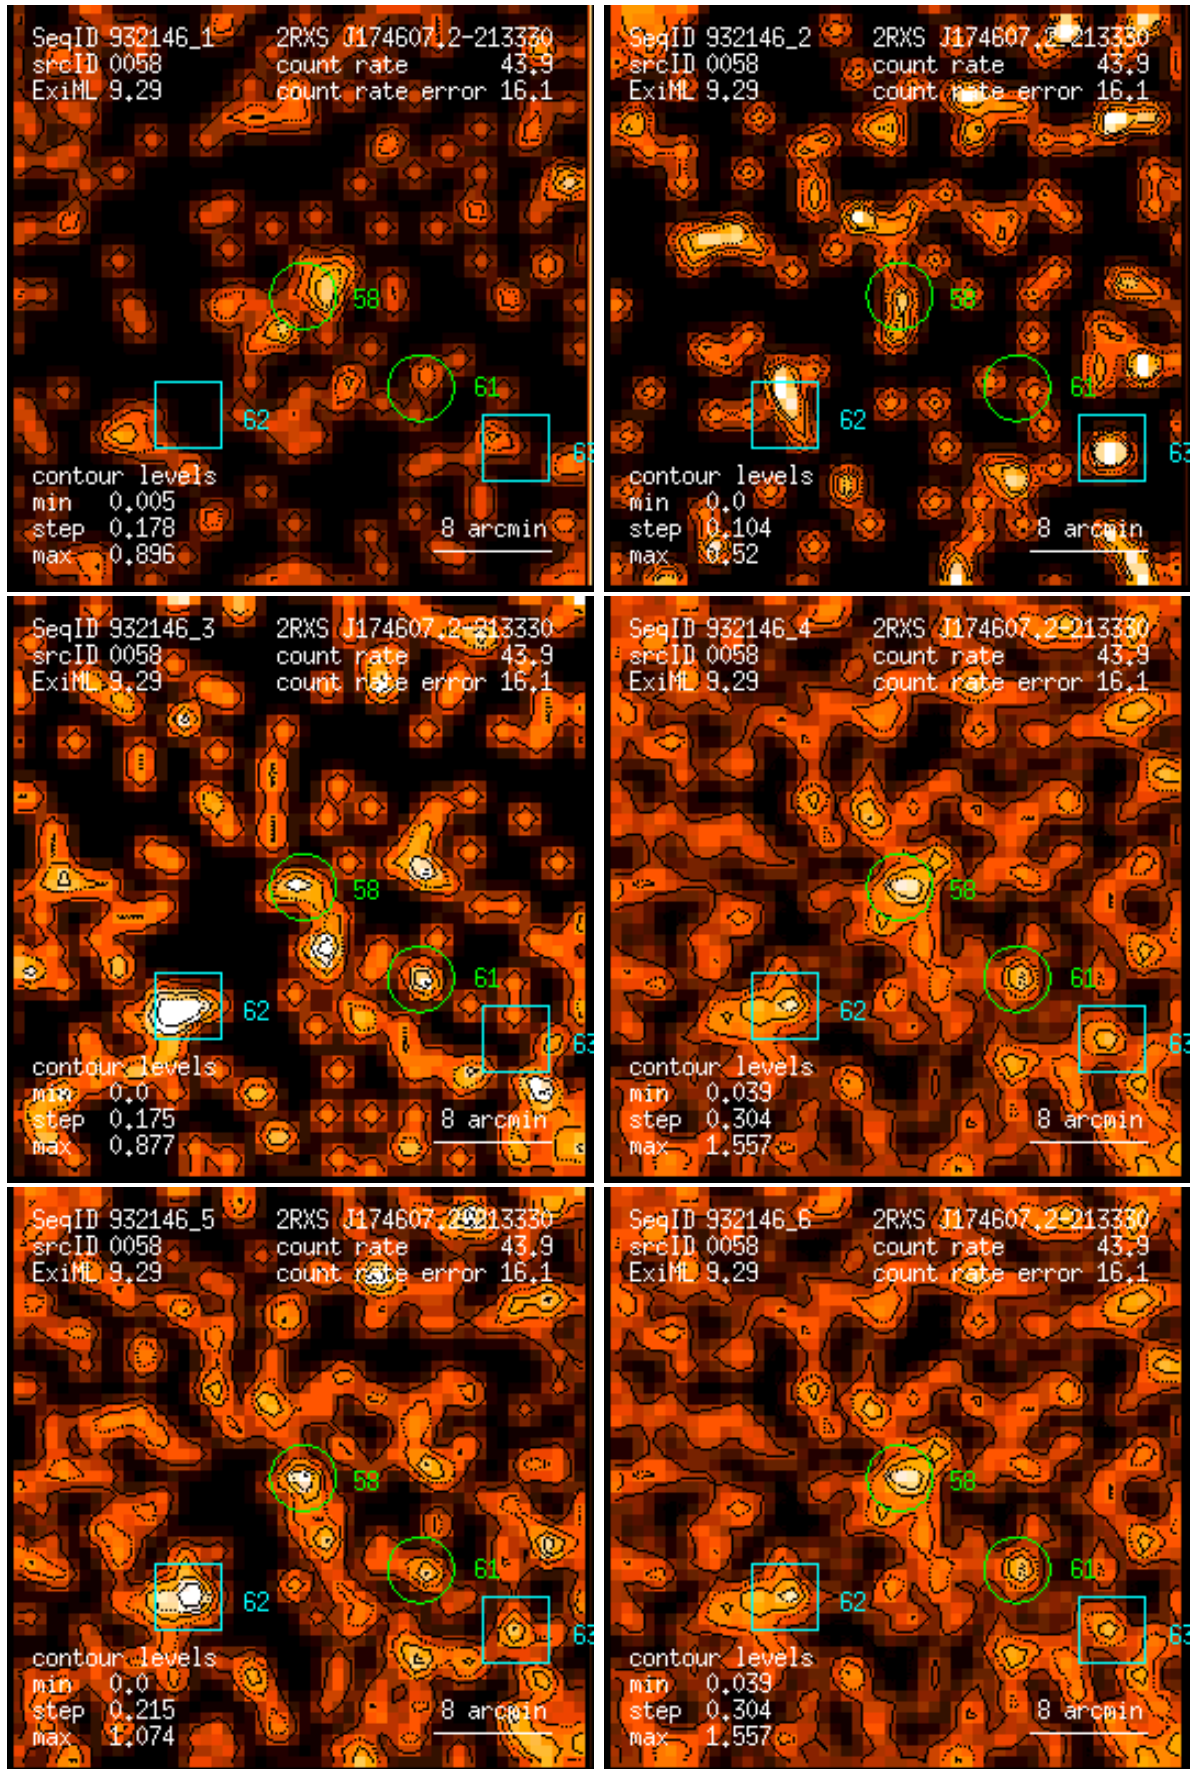 SeqID 932146_1 2RXS J174607.2-213330
srcID 0058 count rate 43.9
ExiML 9.29 count rate error 16.1
58
61
62
63
contour levels
min 0.005
step 0.178 8 arcmin
max 0.896
SeqID 932146_2 2RXS J174607.2-213330
srcID 0058 count rate 43.9
ExiML 9.29 count rate error 16.1
58
61
62
63
contour levels
min 0.0
step 0.104 8 arcmin
max 0.52
SeqID 932146_3 2RXS J174607.2-213330
srcID 0058 count rate 43.9
ExiML 9.29 count rate error 16.1
58
61
62
63
contour levels
min 0.0
step 0.175 8 arcmin
max 0.877
SeqID 932146_4 2RXS J174607.2-213330
srcID 0058 count rate 43.9
ExiML 9.29 count rate error 16.1
58
61
62
63
contour levels
min 0.039
step 0.304 8 arcmin
max 1.557
SeqID 932146_5 2RXS J174607.2-213330
srcID 0058 count rate 43.9
ExiML 9.29 count rate error 16.1
58
61
62
63
contour levels
min 0.0
step 0.215 8 arcmin
max 1.074
SeqID 932146_6 2RXS J174607.2-213330
srcID 0058 count rate 43.9
ExiML 9.29 count rate error 16.1
58
61
62
63
contour levels
min 0.039
step 0.304 8 arcmin
max 1.557